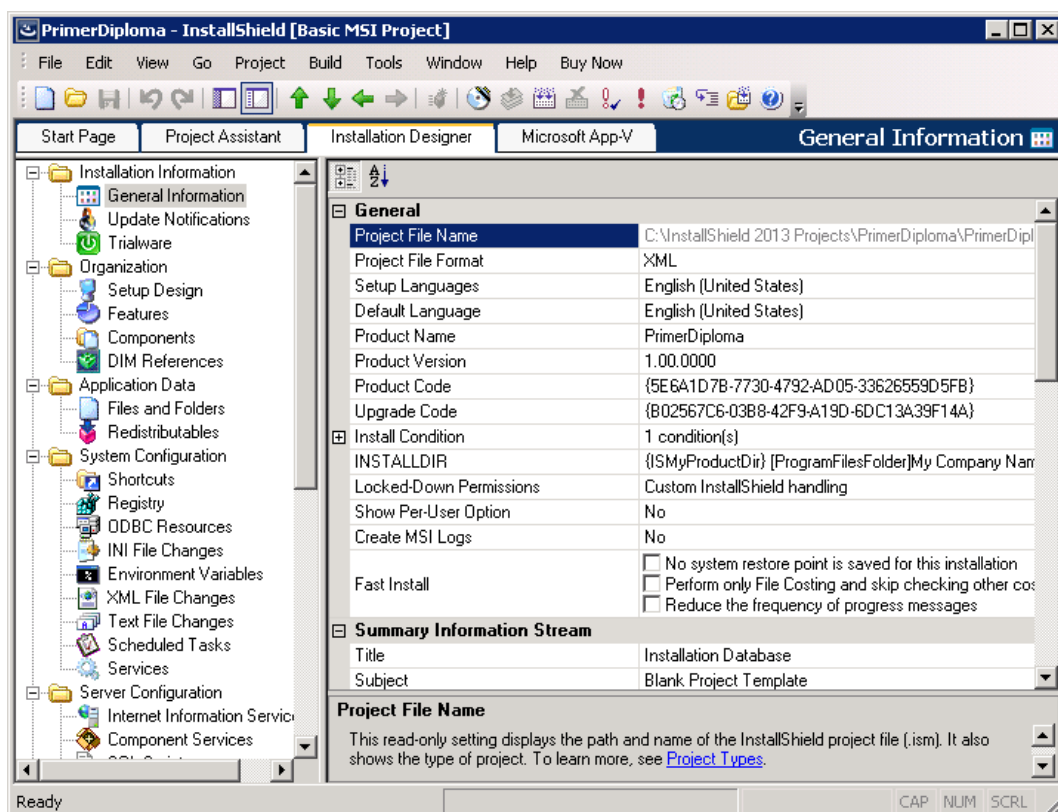 PrimerDiploma - InstallShield [Basic MSI Project]
File Edit View Go Project Build Tools Window Help Buy Now
Start Page Project Assistant Installation Designer Microsoft App-V General Information
Installation Information
General Information
Update Notifications
Trialware
Organization
Setup Design
Features
Components
DIM References
Application Data
Files and Folders
Redistributables
System Configuration
Shortcuts
Registry
ODBC Resources
INI File Changes
Environment Variables
XML File Changes
Text File Changes
Scheduled Tasks
Services
Server Configuration
Internet Information Servic
Component Services
General
Project File Name C:\InstallShield 2013 Projects\PrimerDiploma\PrimerDipl
Project File Format XML
Setup Languages English (United States)
Default Language English (United States)
Product Name PrimerDiploma
Product Version 1.00.0000
Product Code {5E6A1D7B-7730-4792-AD05-33626559D5FB}
Upgrade Code {B02567C6-03B8-42F9-A19D-6DC13A39F14A}
Install Condition 1 condition(s)
INSTALLDIR {ISMyProductDir} [ProgramFilesFolder]My Company Nam
Locked-Down Permissions Custom InstallShield handling
Show Per-User Option No
Create MSI Logs No
Fast Install
No system restore point is saved for this installation
Perform only File Costing and skip checking other cos
Reduce the frequency of progress messages
Summary Information Stream
Title Installation Database
Subject Blank Project Template
Project File Name
This read-only setting displays the path and name of the InstallShield project file (.ism). It also
shows the type of project. To learn more, see Project Types.
Ready CAP NUM SCRL